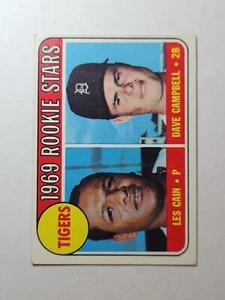 1969 ROOKIE STARS
TIGERS
LES CAIN • P
DAVE CAMPBELL • 2B